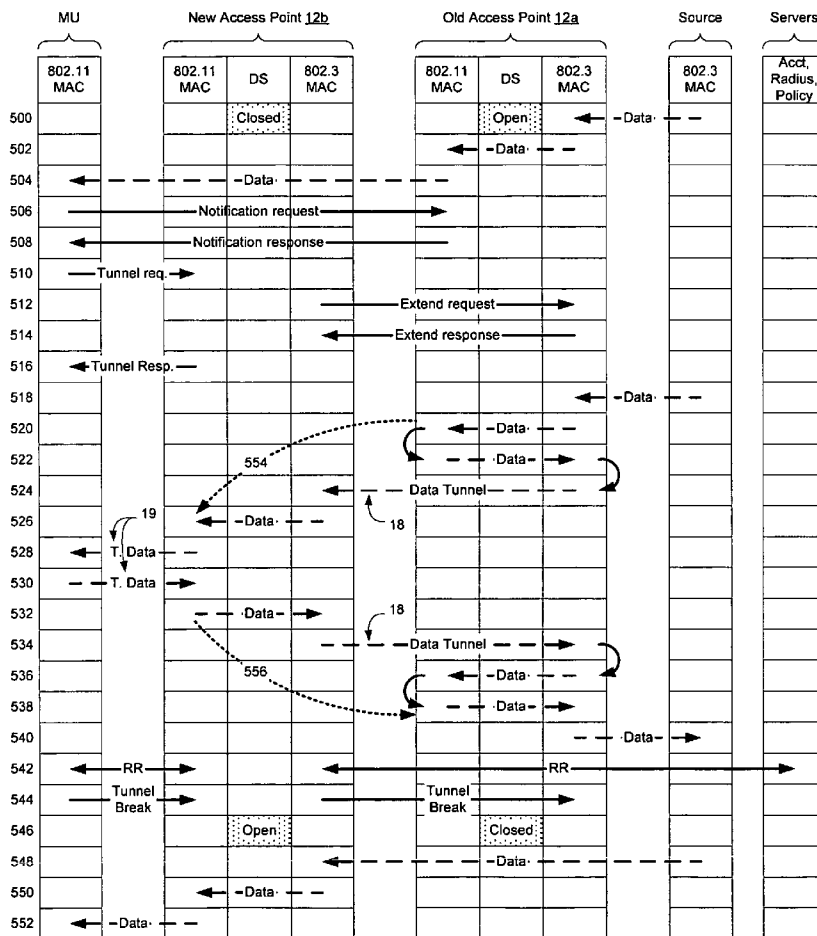 MU New Access Point 12b Old Access Point 12a Source Servers
802.11 MAC 802.11 MAC DS 802.3 MAC 802.11 MAC DS 802.3 MAC 802.3 MAC Acct, Radius, Policy
500 Closed Open Data
502 Data
504 Data
506 Notification request
508 Notification response
510 Tunnel req.
512 Extend request
514 Extend response
516 Tunnel Resp.
518 Data
520 Data
522 554 Data
524 Data Tunnel
19 18
526 Data
528 T. Data
530 T. Data
532 Data 18
534 Data Tunnel
536 556 Data
538 Data
540 Data
542 RR RR
544 Tunnel Break Tunnel Break
546 Open Closed
548 Data
550 Data
552 Data